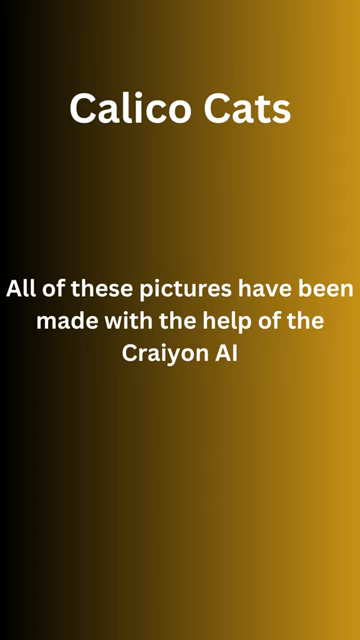 Calico Cats
All of these pictures have been
made with the help of the
Craiyon AI